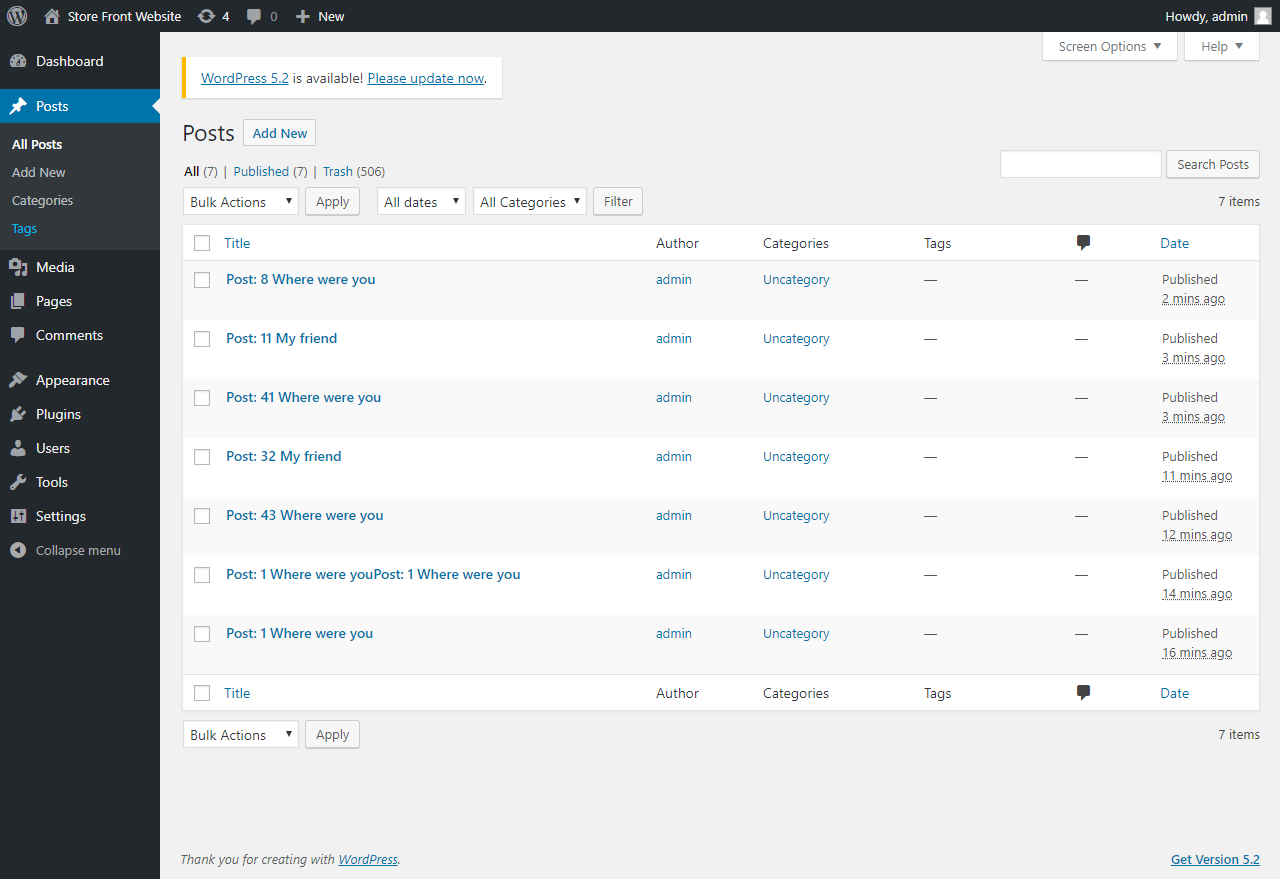 Store Front Website 4 0 New Howdy, admin
Screen Options Help
Dashboard
Posts
All Posts
Add New
Categories
Tags
Media
Pages
Comments
Appearance
Plugins
Users
Tools
Settings
Collapse menu
WordPress 5.2 is available! Please update now.
Posts Add New
All (7) | Published (7) | Trash (506)
Search Posts
Bulk Actions Apply All dates All Categories Filter 7 items
Title Author Categories Tags Date
Post: 8 Where were you admin Uncategory — — Published
2 mins ago
Post: 11 My friend admin Uncategory — — Published
3 mins ago
Post: 41 Where were you admin Uncategory — — Published
3 mins ago
Post: 32 My friend admin Uncategory — — Published
11 mins ago
Post: 43 Where were you admin Uncategory — — Published
12 mins ago
Post: 1 Where were youPost: 1 Where were you admin Uncategory — — Published
14 mins ago
Post: 1 Where were you admin Uncategory — — Published
16 mins ago
Title Author Categories Tags Date
Bulk Actions Apply 7 items
Thank you for creating with WordPress. Get Version 5.2